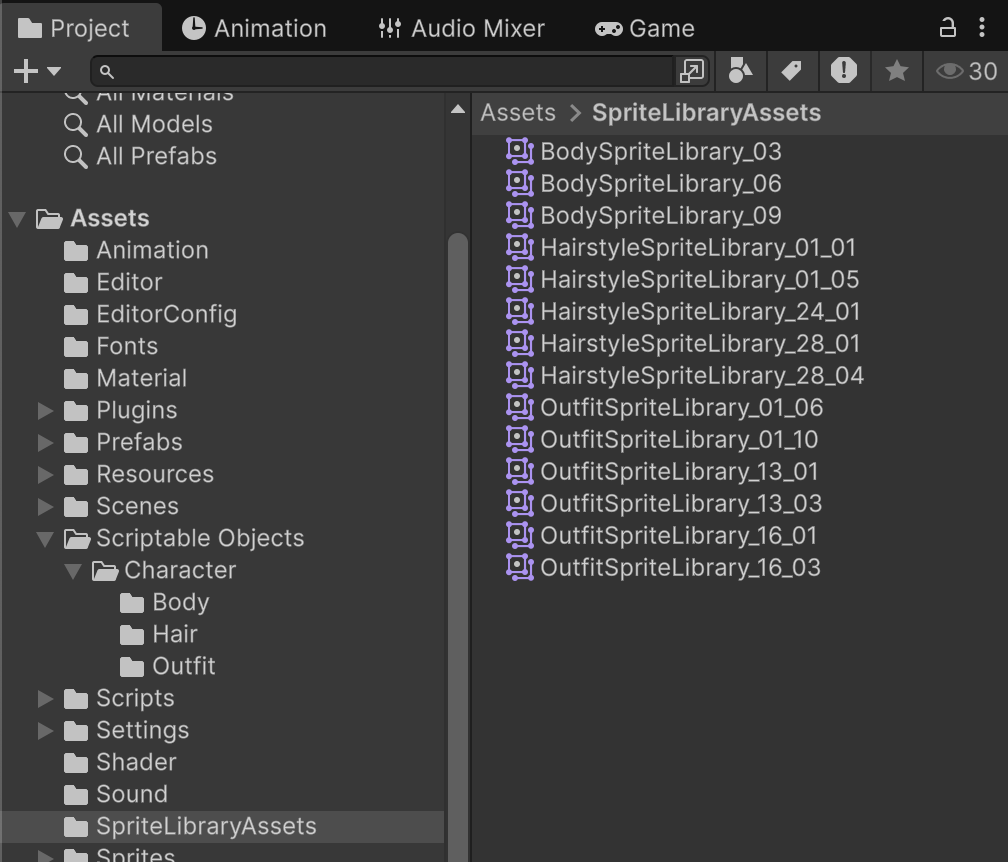 Project Animation Audio Mixer Game
30
All Materials
All Models
All Prefabs
Assets
Animation
Editor
EditorConfig
Fonts
Material
Plugins
Prefabs
Resources
Scenes
Scriptable Objects
Character
Body
Hair
Outfit
Scripts
Settings
Shader
Sound
SpriteLibraryAssets
Sprites
Assets > SpriteLibraryAssets
BodySpriteLibrary_03
BodySpriteLibrary_06
BodySpriteLibrary_09
HairstyleSpriteLibrary_01_01
HairstyleSpriteLibrary_01_05
HairstyleSpriteLibrary_24_01
HairstyleSpriteLibrary_28_01
HairstyleSpriteLibrary_28_04
OutfitSpriteLibrary_01_06
OutfitSpriteLibrary_01_10
OutfitSpriteLibrary_13_01
OutfitSpriteLibrary_13_03
OutfitSpriteLibrary_16_01
OutfitSpriteLibrary_16_03